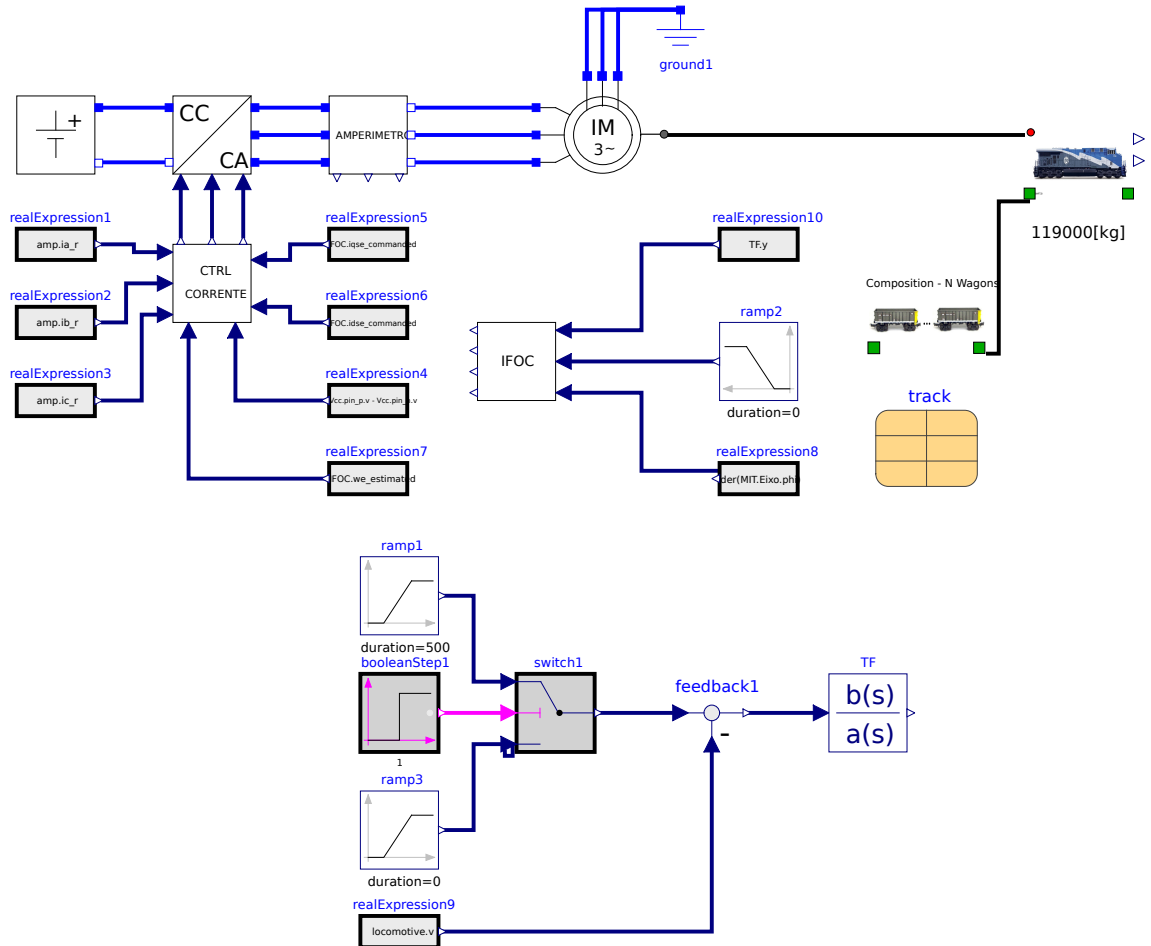 ground1
+
CC
CA
AMPERIMETRO
IM
3~
realExpression1
amp.ia_r
realExpression5
FOC.iqse_commanded
realExpression10
TF.y
119000[kg]
CTRL
CORRENTE
realExpression2
amp.ib_r
realExpression6
FOC.idse_commanded
Composition - N Wagons
...
ramp2
IFOC
duration=0
realExpression3
amp.ic_r
realExpression4
Vcc.pin_p.v - Vcc.pin_n.v
track
realExpression7
FOC.we_estimated
realExpression8
der(MIT.Eixo.phi)
ramp1
duration=500
booleanStep1
1
switch1
feedback1
-
TF
b(s)
a(s)
ramp3
duration=0
realExpression9
locomotive.v